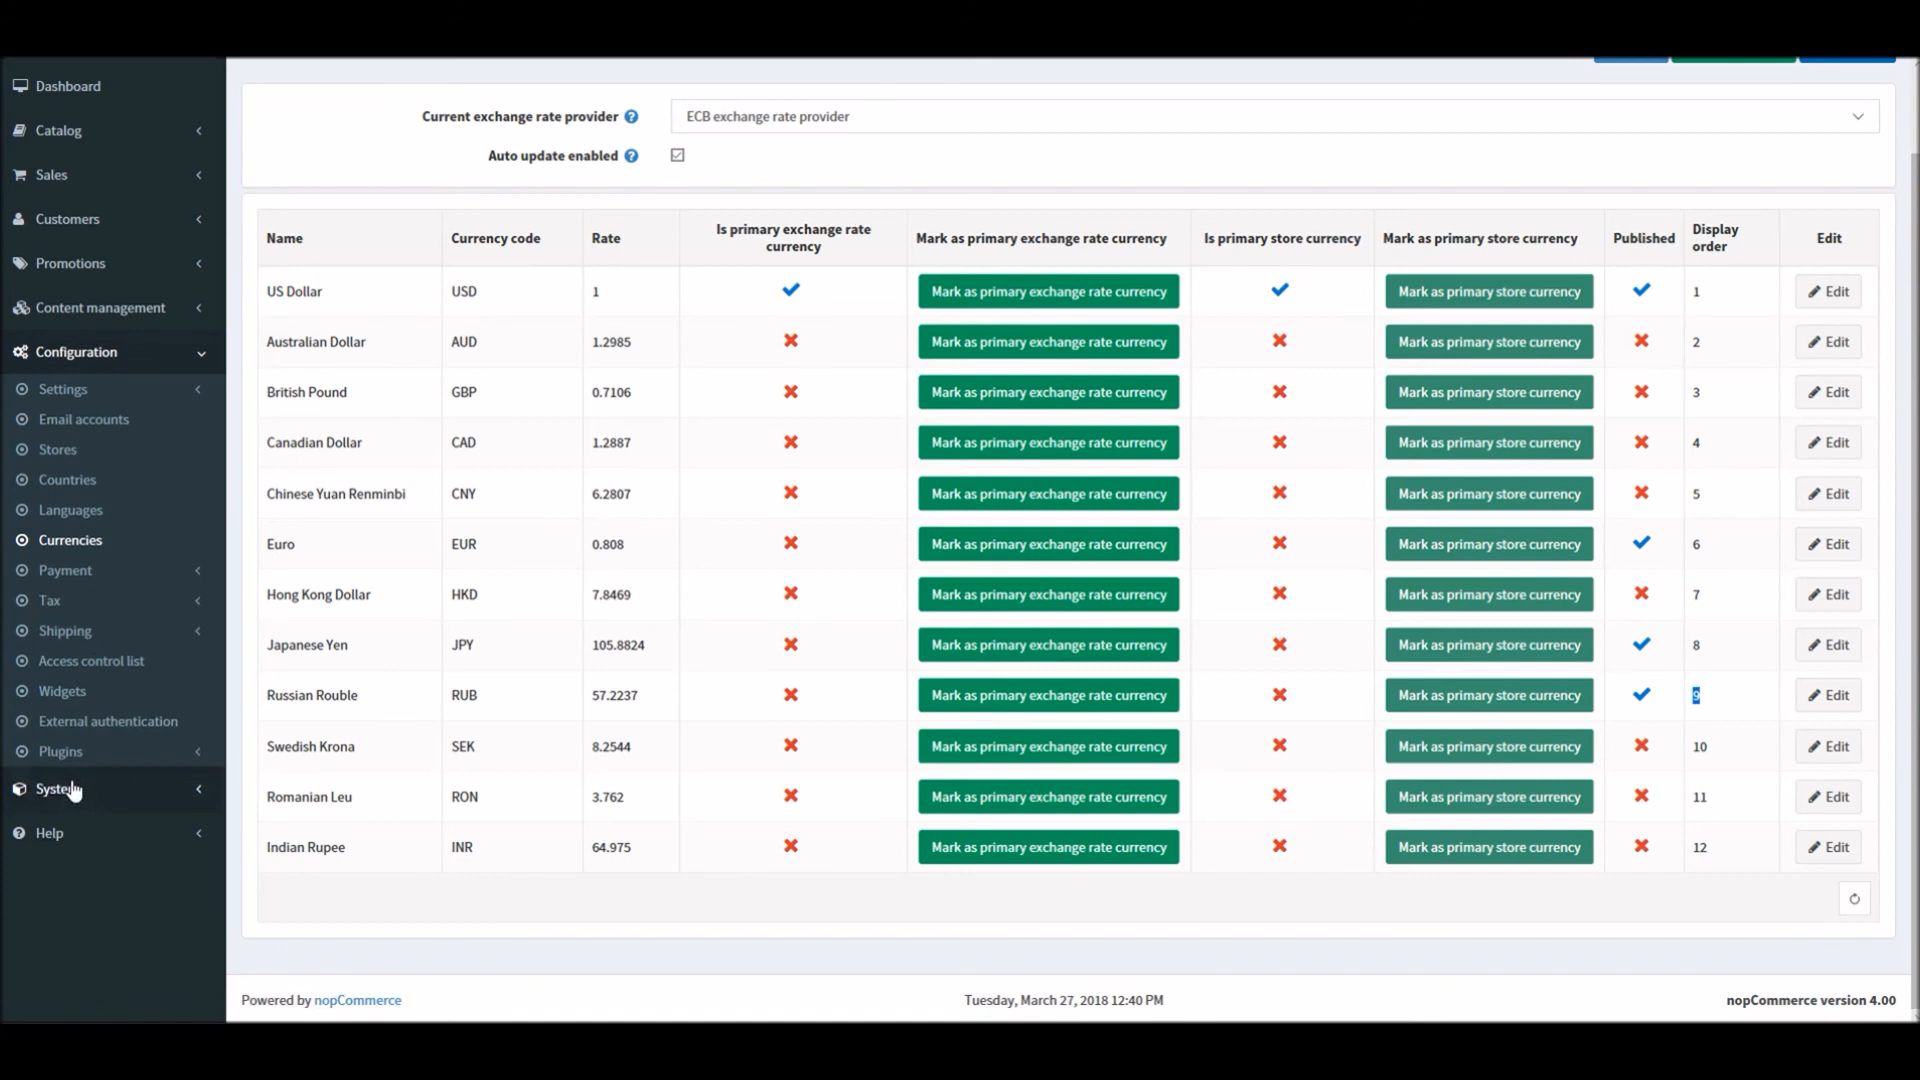 Dashboard
Catalog
Sales
Customers
Promotions
Content management
Configuration
Settings
Email accounts
Stores
Countries
Languages
Currencies
Payment
Tax
Shipping
Access control list
Widgets
External authentication
Plugins
System
Help
Current exchange rate provider ECB exchange rate provider
Auto update enabled
Name Currency code Rate Is primary exchange rate currency Mark as primary exchange rate currency Is primary store currency Mark as primary store currency Published Display order Edit
US Dollar USD 1 Mark as primary exchange rate currency Mark as primary store currency 1 Edit
Australian Dollar AUD 1.2985 Mark as primary exchange rate currency Mark as primary store currency 2 Edit
British Pound GBP 0.7106 Mark as primary exchange rate currency Mark as primary store currency 3 Edit
Canadian Dollar CAD 1.2887 Mark as primary exchange rate currency Mark as primary store currency 4 Edit
Chinese Yuan Renminbi CNY 6.2807 Mark as primary exchange rate currency Mark as primary store currency 5 Edit
Euro EUR 0.808 Mark as primary exchange rate currency Mark as primary store currency 6 Edit
Hong Kong Dollar HKD 7.8469 Mark as primary exchange rate currency Mark as primary store currency 7 Edit
Japanese Yen JPY 105.8824 Mark as primary exchange rate currency Mark as primary store currency 8 Edit
Russian Rouble RUB 57.2237 Mark as primary exchange rate currency Mark as primary store currency 9 Edit
Swedish Krona SEK 8.2544 Mark as primary exchange rate currency Mark as primary store currency 10 Edit
Romanian Leu RON 3.762 Mark as primary exchange rate currency Mark as primary store currency 11 Edit
Indian Rupee INR 64.975 Mark as primary exchange rate currency Mark as primary store currency 12 Edit
Powered by nopCommerce Tuesday, March 27, 2018 12:40 PM nopCommerce version 4.00